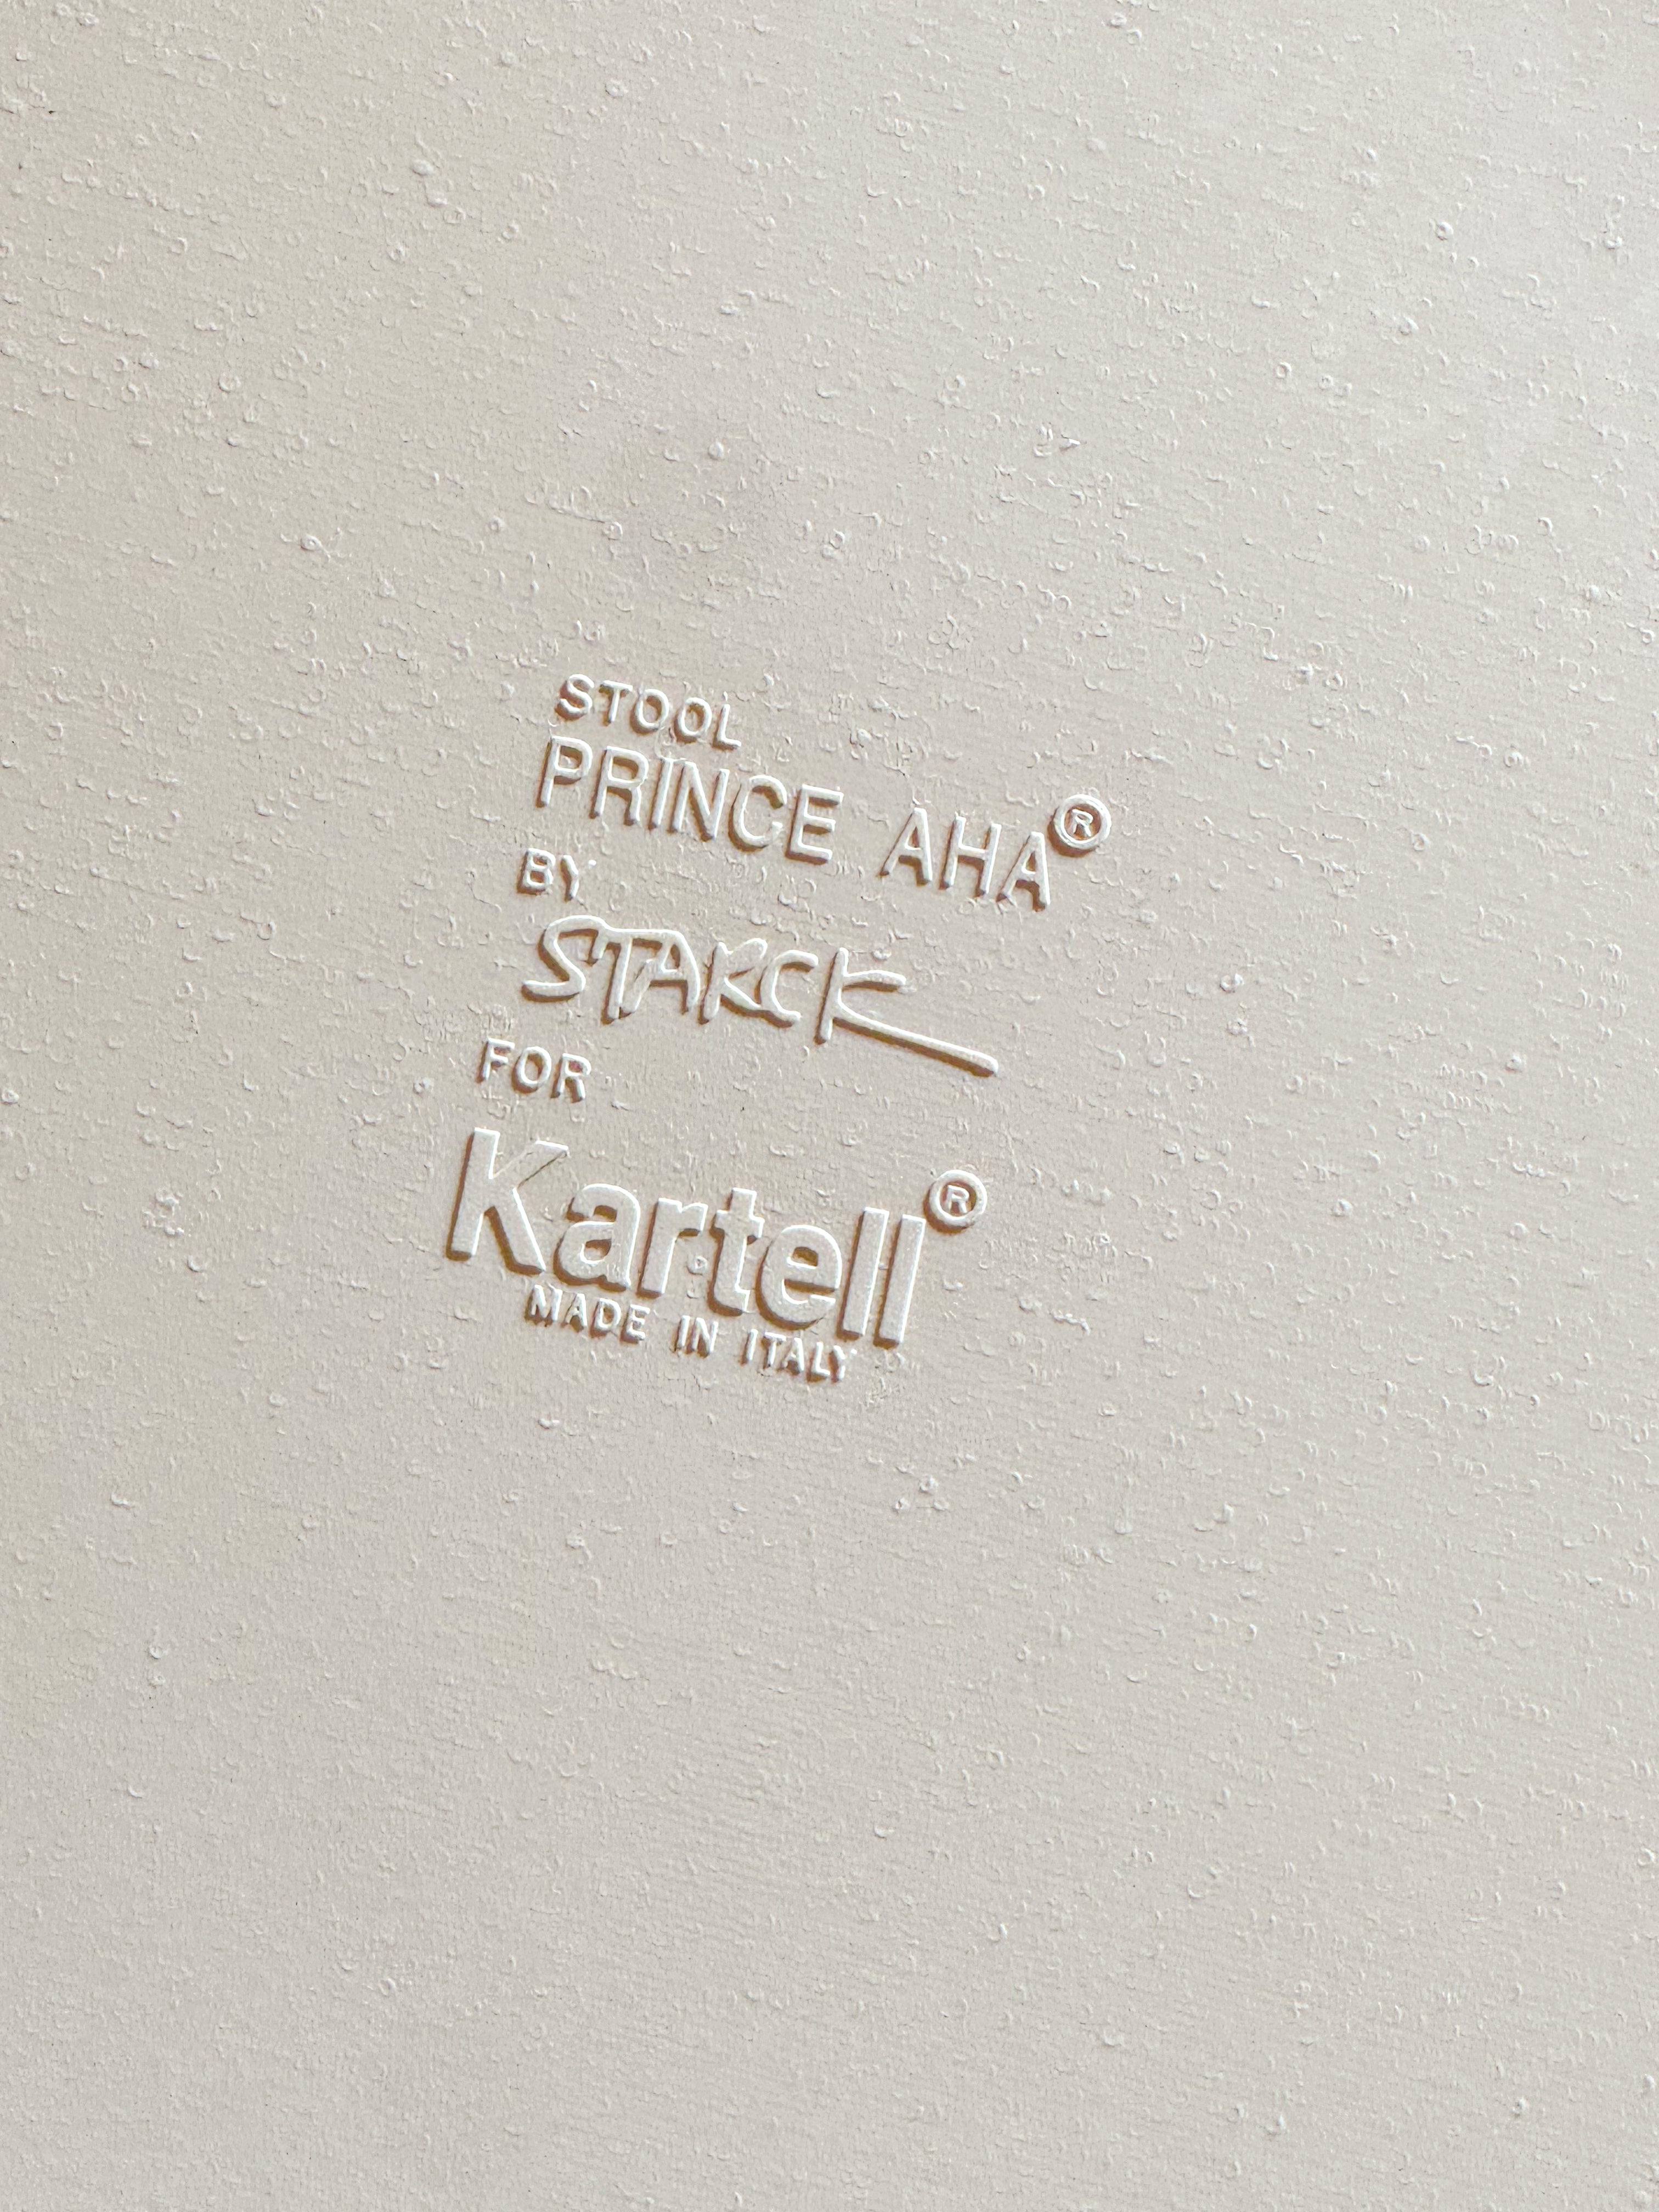 STOOL
PRINCE AHA®
BY
STARCK
FOR
Kartell®
MADE IN ITALY